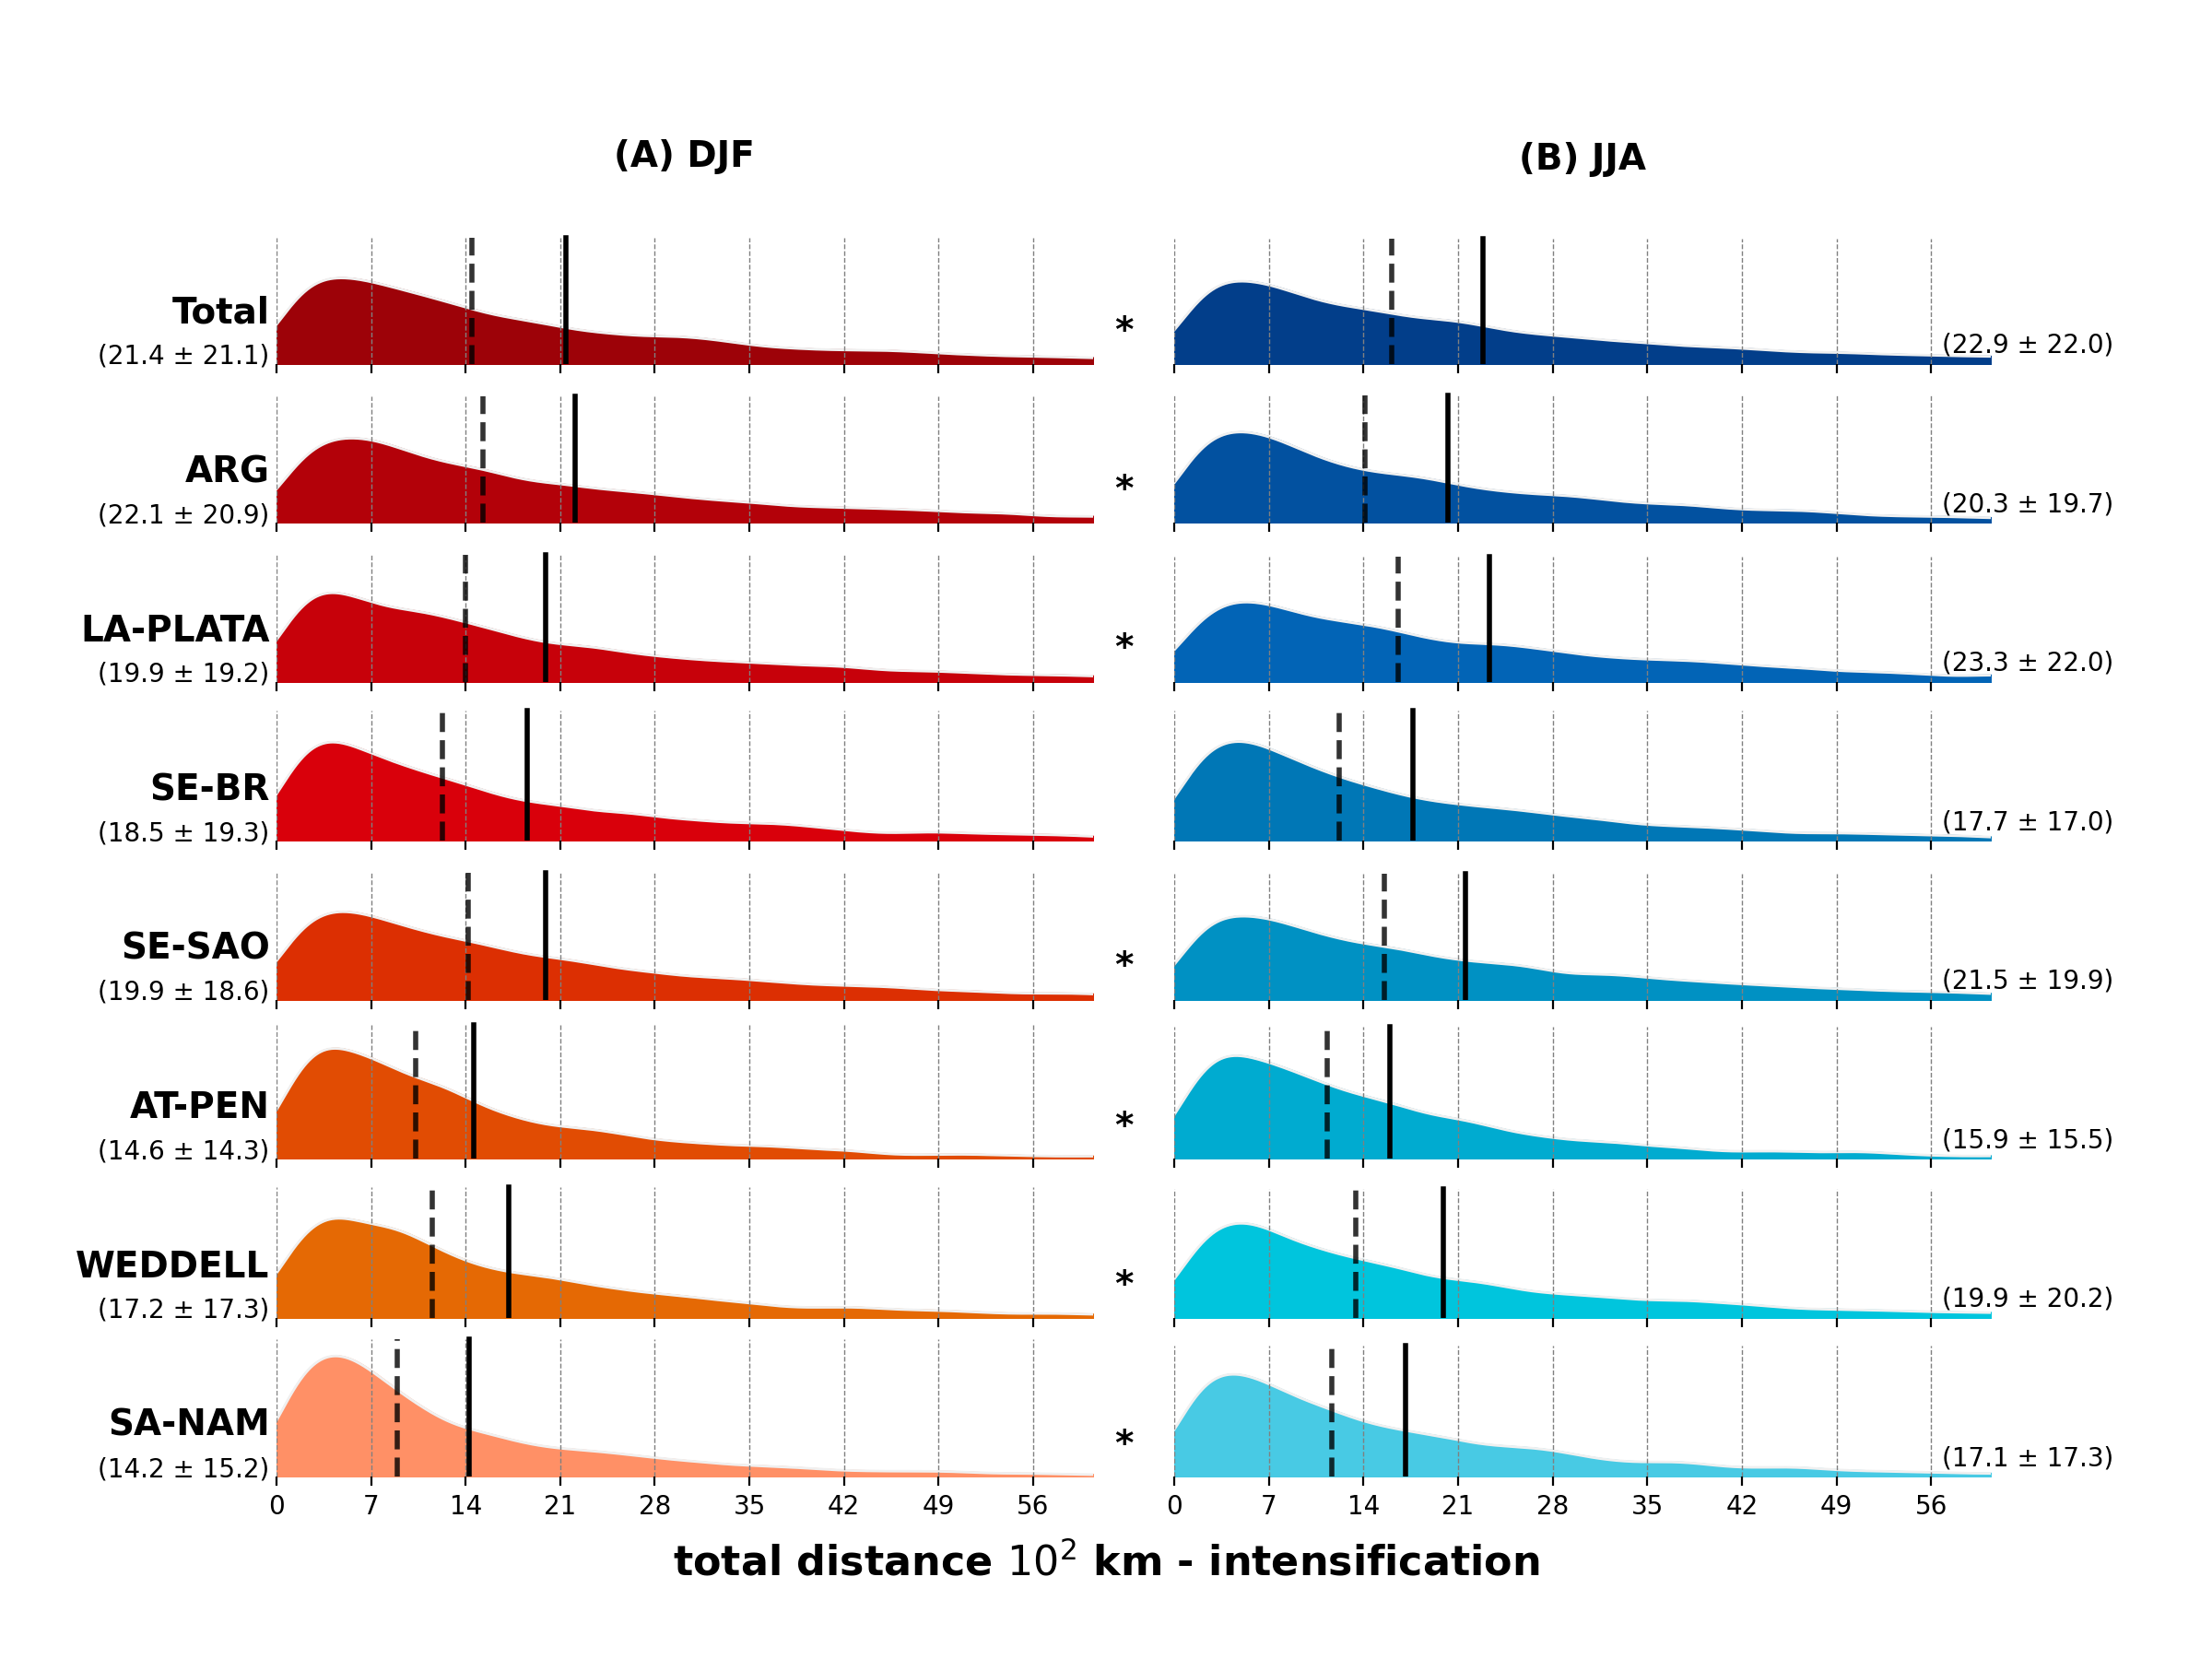 (A) DJF (B) JJA
Total
(21.4 ± 21.1) * (22.9 ± 22.0)
ARG
(22.1 ± 20.9) * (20.3 ± 19.7)
LA-PLATA
(19.9 ± 19.2) * (23.3 ± 22.0)
SE-BR
(18.5 ± 19.3) (17.7 ± 17.0)
SE-SAO
(19.9 ± 18.6) * (21.5 ± 19.9)
AT-PEN
(14.6 ± 14.3) * (15.9 ± 15.5)
WEDDELL
(17.2 ± 17.3) * (19.9 ± 20.2)
SA-NAM
(14.2 ± 15.2) * (17.1 ± 17.3)
0 7 14 21 28 35 42 49 56 0 7 14 21 28 35 42 49 56
total distance 10² km - intensification